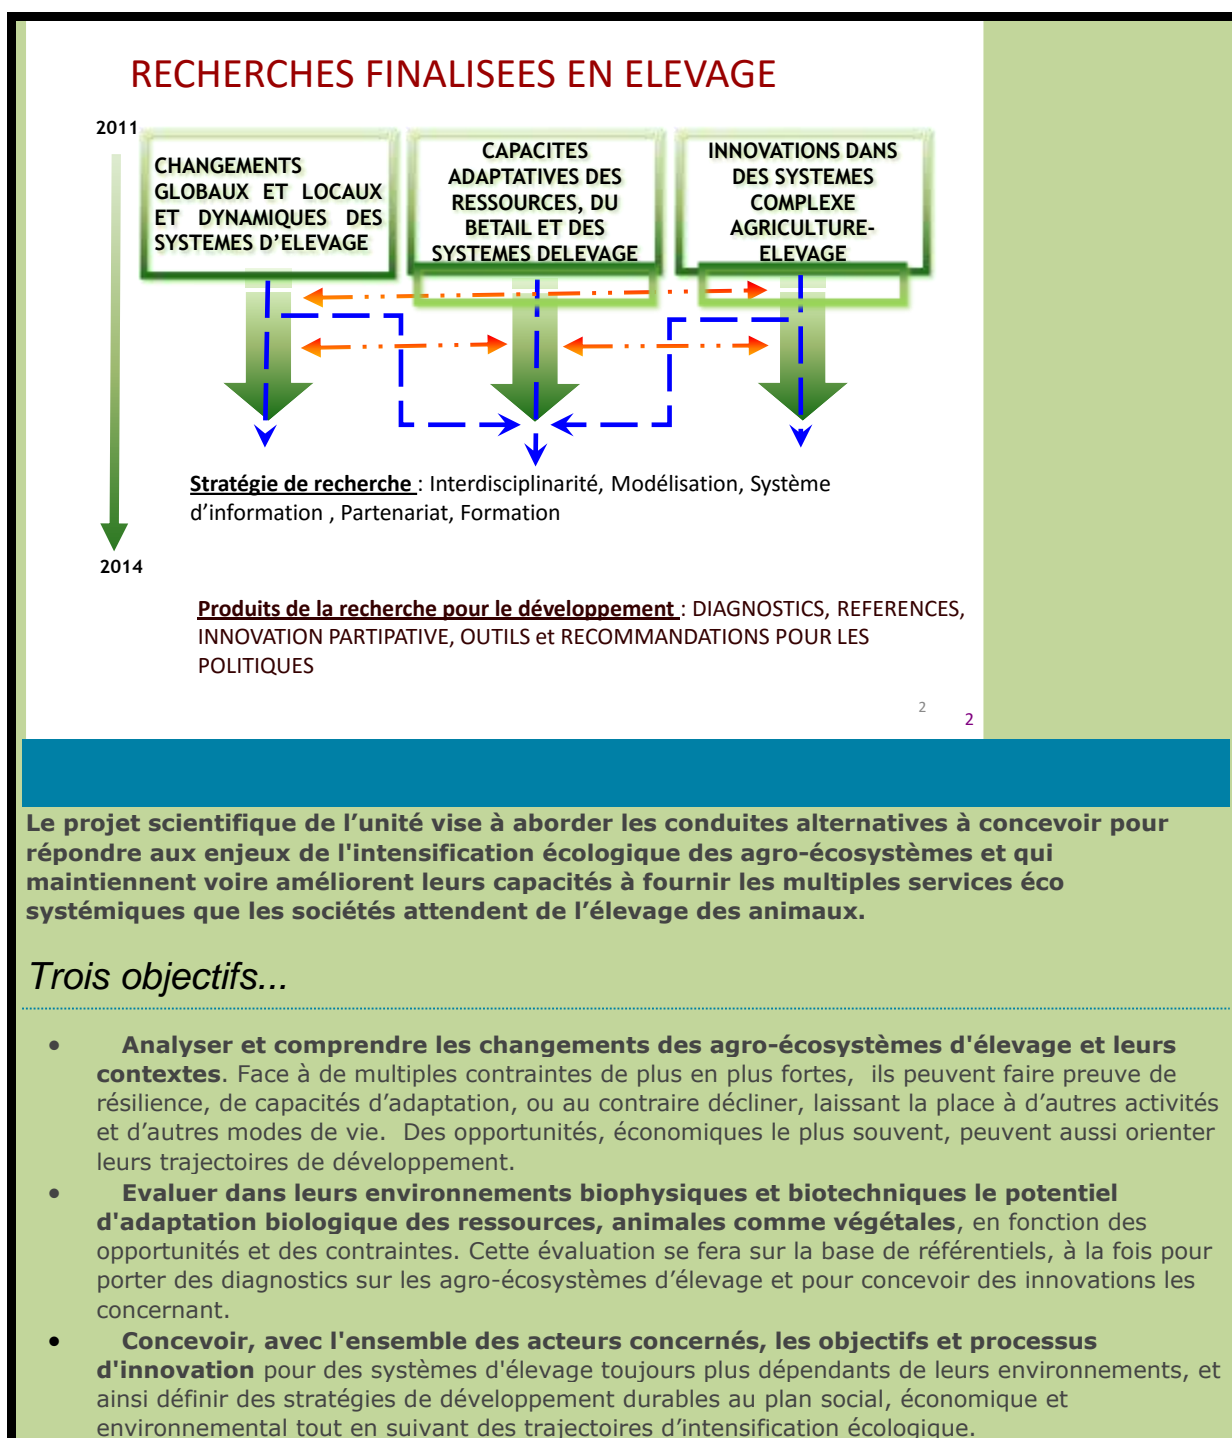 RECHERCHES FINALISEES EN ELEVAGE
2011
CHANGEMENTS
GLOBAUX ET LOCAUX
ET DYNAMIQUES DES
SYSTEMES D’ELEVAGE
CAPACITES
ADAPTATIVES DES
RESSOURCES, DU
BETAIL ET DES
SYSTEMES DELEVAGE
INNOVATIONS DANS
DES SYSTEMES
COMPLEXE
AGRICULTURE-
ELEVAGE
Stratégie de recherche : Interdisciplinarité, Modélisation, Système
d’information , Partenariat, Formation
2014
Produits de la recherche pour le développement : DIAGNOSTICS, REFERENCES,
INNOVATION PARTIPATIVE, OUTILS et RECOMMANDATIONS POUR LES
POLITIQUES
2
2
Le projet scientifique de l’unité vise à aborder les conduites alternatives à concevoir pour
répondre aux enjeux de l'intensification écologique des agro-écosystèmes et qui
maintiennent voire améliorent leurs capacités à fournir les multiples services éco
systémiques que les sociétés attendent de l’élevage des animaux.
Trois objectifs...
• Analyser et comprendre les changements des agro-écosystèmes d'élevage et leurs
contextes. Face à de multiples contraintes de plus en plus fortes, ils peuvent faire preuve de
résilience, de capacités d’adaptation, ou au contraire décliner, laissant la place à d’autres activités
et d’autres modes de vie. Des opportunités, économiques le plus souvent, peuvent aussi orienter
leurs trajectoires de développement.
• Evaluer dans leurs environnements biophysiques et biotechniques le potentiel
d'adaptation biologique des ressources, animales comme végétales, en fonction des
opportunités et des contraintes. Cette évaluation se fera sur la base de référentiels, à la fois pour
porter des diagnostics sur les agro-écosystèmes d’élevage et pour concevoir des innovations les
concernant.
• Concevoir, avec l'ensemble des acteurs concernés, les objectifs et processus
d'innovation pour des systèmes d'élevage toujours plus dépendants de leurs environnements, et
ainsi définir des stratégies de développement durables au plan social, économique et
environnemental tout en suivant des trajectoires d’intensification écologique.